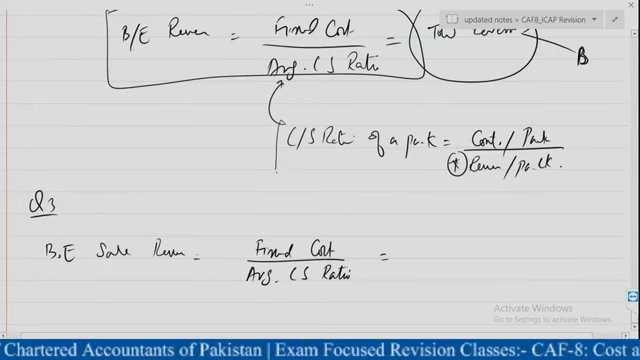 updated notes > CAF8_ICAP Revision
B/E Reven = Fixed Cost / Avg. C S Ratio =
B
C/S Ratio of a pack = Cont. / Pack
Reven / pack.
Q3
B.E Sale Reven = Fixed Cost / Avg. CS Ratio =
Activate Windows
Go to Settings to activate Windows.
f Chartered Accountants of Pakistan | Exam Focused Revision Classes:- CAF-8: Cost a